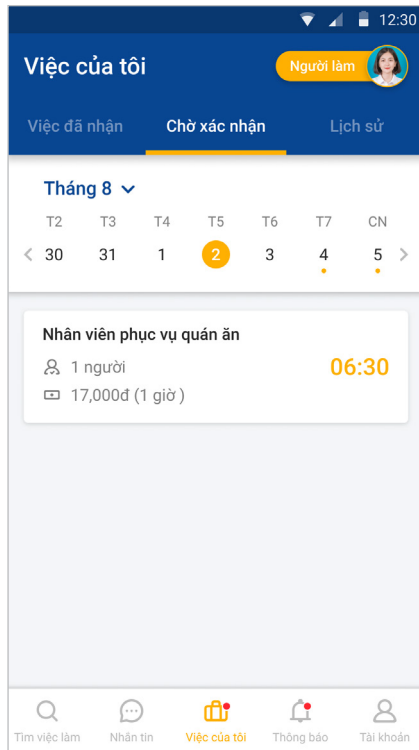 12:30
Việc của tôi
Người làm
Việc đã nhận Chờ xác nhận Lịch sử
Tháng 8
T2 T3 T4 T5 T6 T7 CN
30 31 1 2 3 4 5
Nhân viên phục vụ quán ăn
1 người
06:30
17,000đ (1 giờ )
Tìm việc làm Nhắn tin Việc của tôi Thông báo Tài khoản